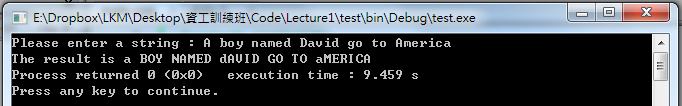 E:\Dropbox\LKM\Desktop\資工訓練班\Code\Lecture1\test\bin\Debug\test.exe
Please enter a string : A boy named David go to America
The result is a BOY NAMED dAVID GO TO aMERICA
Process returned 0 (0x0)   execution time : 9.459 s
Press any key to continue.